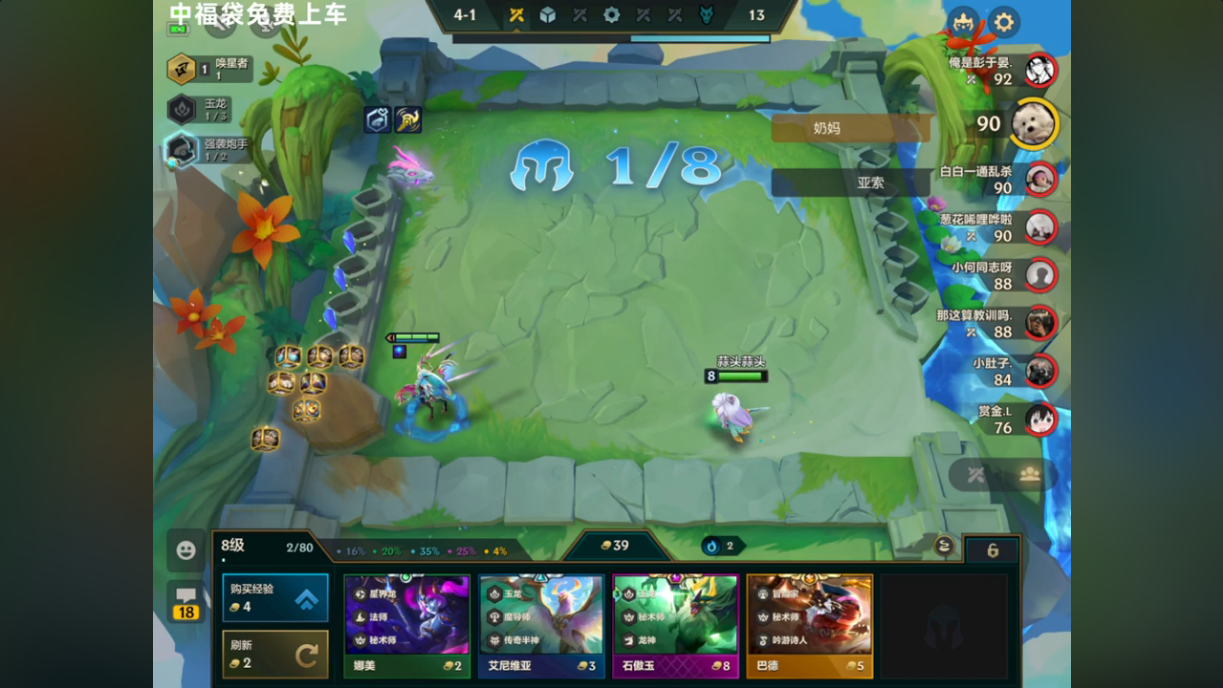 中福袋免费上车
4-1
13
1 唤星者
1
玉龙
1/3
强袭炮手
1/2
1/8
奶妈
亚索
俺是彭于晏.
92
90
白白一通乱杀
90
葱花唏哩哗啦
90
小何同志呀
88
那这算教训吗.
88
小肚子.
84
赏金.L
76
蒜头蒜头
8
8级
2/80
16% 20% 35% 25% 4%
39
2
6
购买经验
4
刷新
2
18
星界龙
法师
秘术师
娜美
2
玉龙
魔导师
传奇半神
艾尼维亚
3
玉龙
秘术师
龙神
石傲玉
8
冒险家
秘术师
吟游诗人
巴德
5